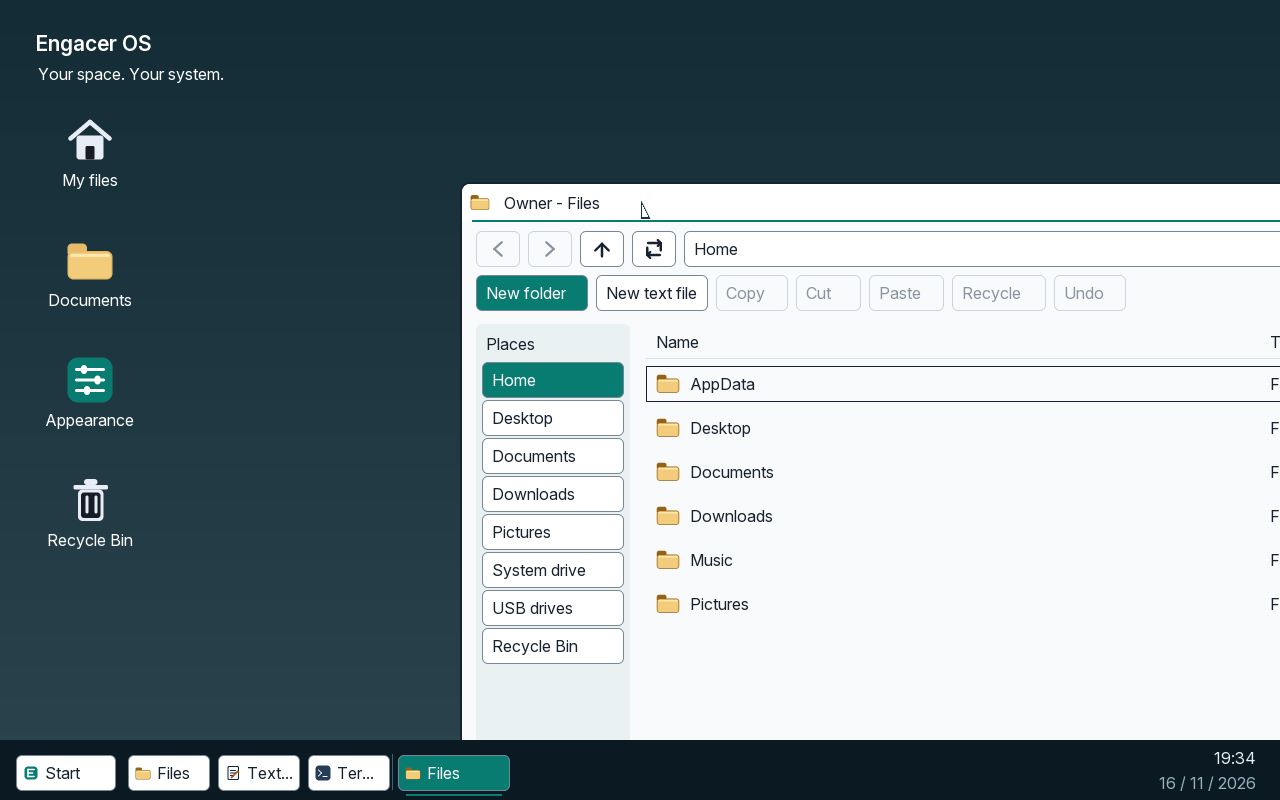 Engacer OS
Your space. Your system.
My files
Documents
Appearance
Recycle Bin
Owner - Files
Home
New folder
New text file
Copy
Cut
Paste
Recycle
Undo
Places
Home
Desktop
Documents
Downloads
Pictures
System drive
USB drives
Recycle Bin
Name
T
AppData
F
Desktop
F
Documents
F
Downloads
F
Music
F
Pictures
F
Start
Files
Text...
Ter...
Files
19:34
16 / 11 / 2026